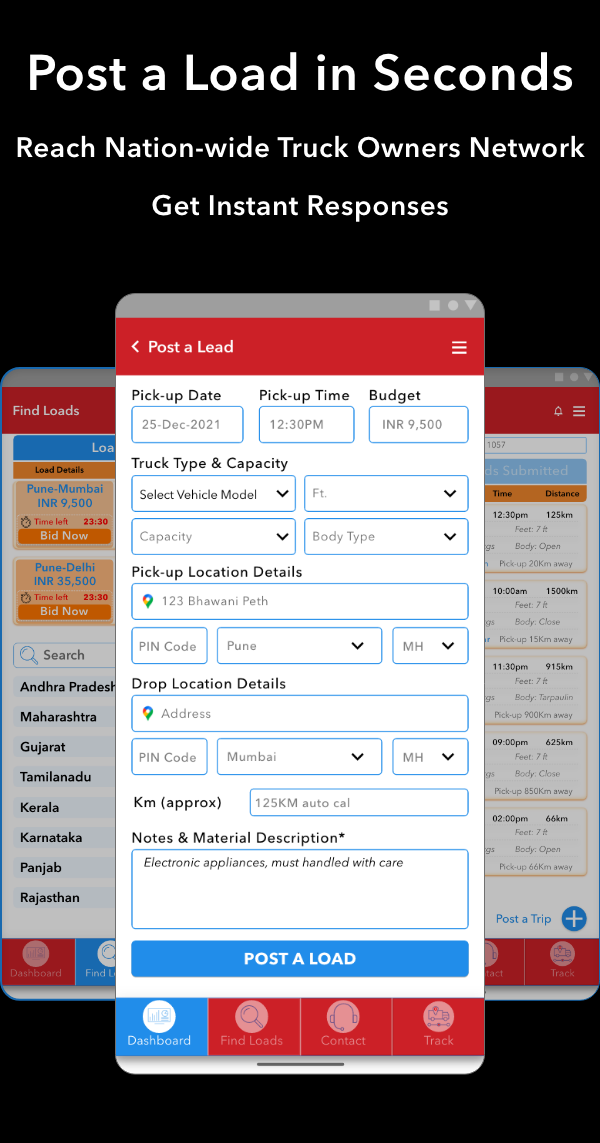 Post a Load in Seconds
Reach Nation-wide Truck Owners Network
Get Instant Responses
Post a Lead
Pick-up Date Pick-up Time Budget
25-Dec-2021 12:30PM INR 9,500
Truck Type & Capacity
Select Vehicle Model Ft.
Capacity Body Type
Pick-up Location Details
123 Bhawani Peth
PIN Code Pune MH
Drop Location Details
Address
PIN Code Mumbai MH
Km (approx) 125KM auto cal
Notes & Material Description*
Electronic appliances, must handled with care
POST A LOAD
Dashboard Find Loads Contact Track
Find Loads
Loa
Load Details
Pune-Mumbai
INR 9,500
Time left 23:30
Bid Now
Pune-Delhi
INR 35,500
Time left 23:30
Bid Now
Search
Andhra Pradesh
Maharashtra
Gujarat
Tamilanadu
Kerala
Karnataka
Panjab
Rajasthan
Dashboard Find L
1057
ds Submitted
Time Distance
12:30pm 125km
Feet: 7 ft
gs Body: Open
Pick-up 20Km away
10:00am 1500km
Feet: 7 ft
gs Body: Close
ar Pick-up 15Km away
11:30pm 915km
Feet: 7 ft
gs Body: Tarpaulin
Pick-up 900Km away
09:00pm 625km
Feet: 7 ft
gs Body: Close
Pick-up 850Km away
02:00pm 66km
Feet: 7 ft
gs Body: Open
Pick-up 66Km away
Post a Trip
tact Track